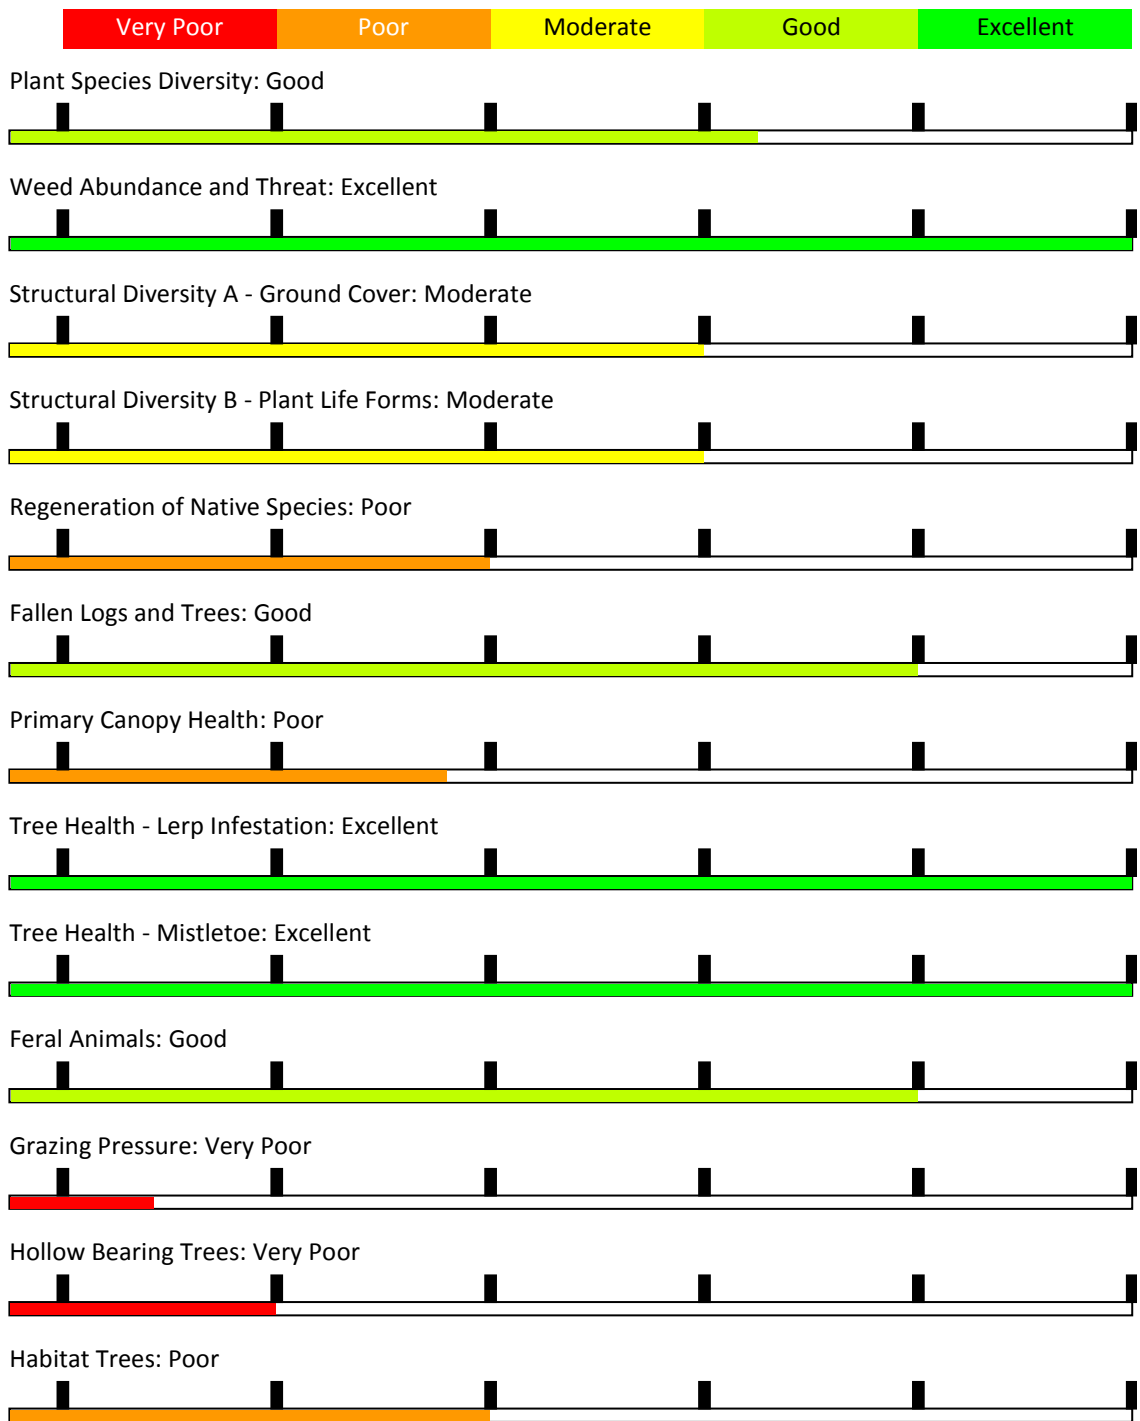 Very Poor Poor Moderate Good Excellent
Plant Species Diversity: Good
Weed Abundance and Threat: Excellent
Structural Diversity A - Ground Cover: Moderate
Structural Diversity B - Plant Life Forms: Moderate
Regeneration of Native Species: Poor
Fallen Logs and Trees: Good
Primary Canopy Health: Poor
Tree Health - Lerp Infestation: Excellent
Tree Health - Mistletoe: Excellent
Feral Animals: Good
Grazing Pressure: Very Poor
Hollow Bearing Trees: Very Poor
Habitat Trees: Poor